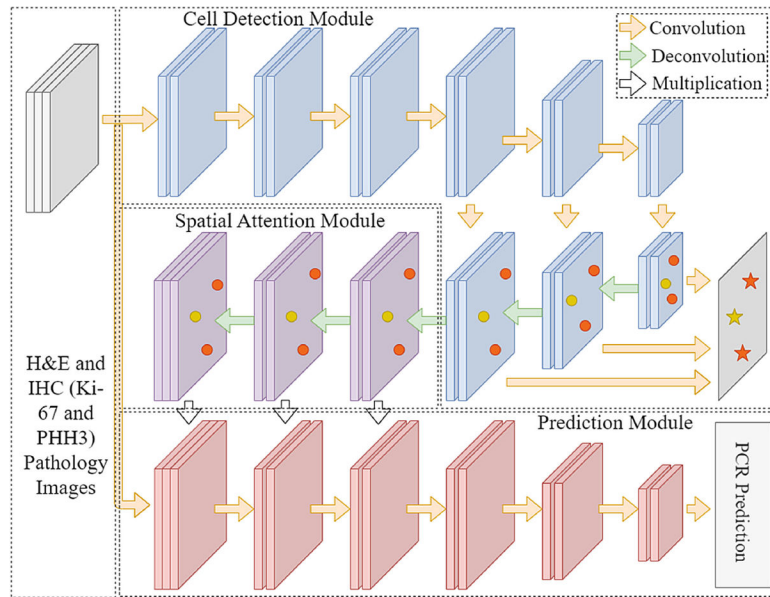 Cell Detection Module
Convolution
Deconvolution
Multiplication
Spatial Attention Module
H&E and
IHC (Ki-
67 and
PHH3)
Pathology
Images
Prediction Module
PCR Prediction